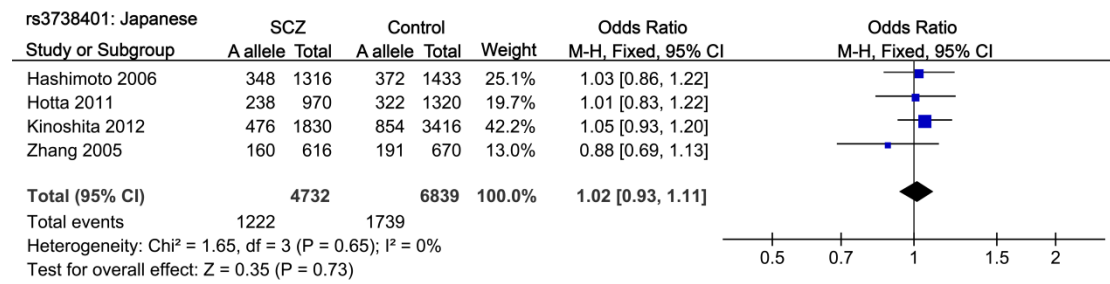 rs3738401: Japanese
SCZ Control Odds Ratio Odds Ratio
Study or Subgroup A allele Total A allele Total Weight M-H, Fixed, 95% CI M-H, Fixed, 95% CI
Hashimoto 2006 348 1316 372 1433 25.1% 1.03 [0.86, 1.22]
Hotta 2011 238 970 322 1320 19.7% 1.01 [0.83, 1.22]
Kinoshita 2012 476 1830 854 3416 42.2% 1.05 [0.93, 1.20]
Zhang 2005 160 616 191 670 13.0% 0.88 [0.69, 1.13]
Total (95% CI) 4732 6839 100.0% 1.02 [0.93, 1.11]
Total events 1222 1739
Heterogeneity: Chi² = 1.65, df = 3 (P = 0.65); I² = 0%
Test for overall effect: Z = 0.35 (P = 0.73)
0.5 0.7 1 1.5 2